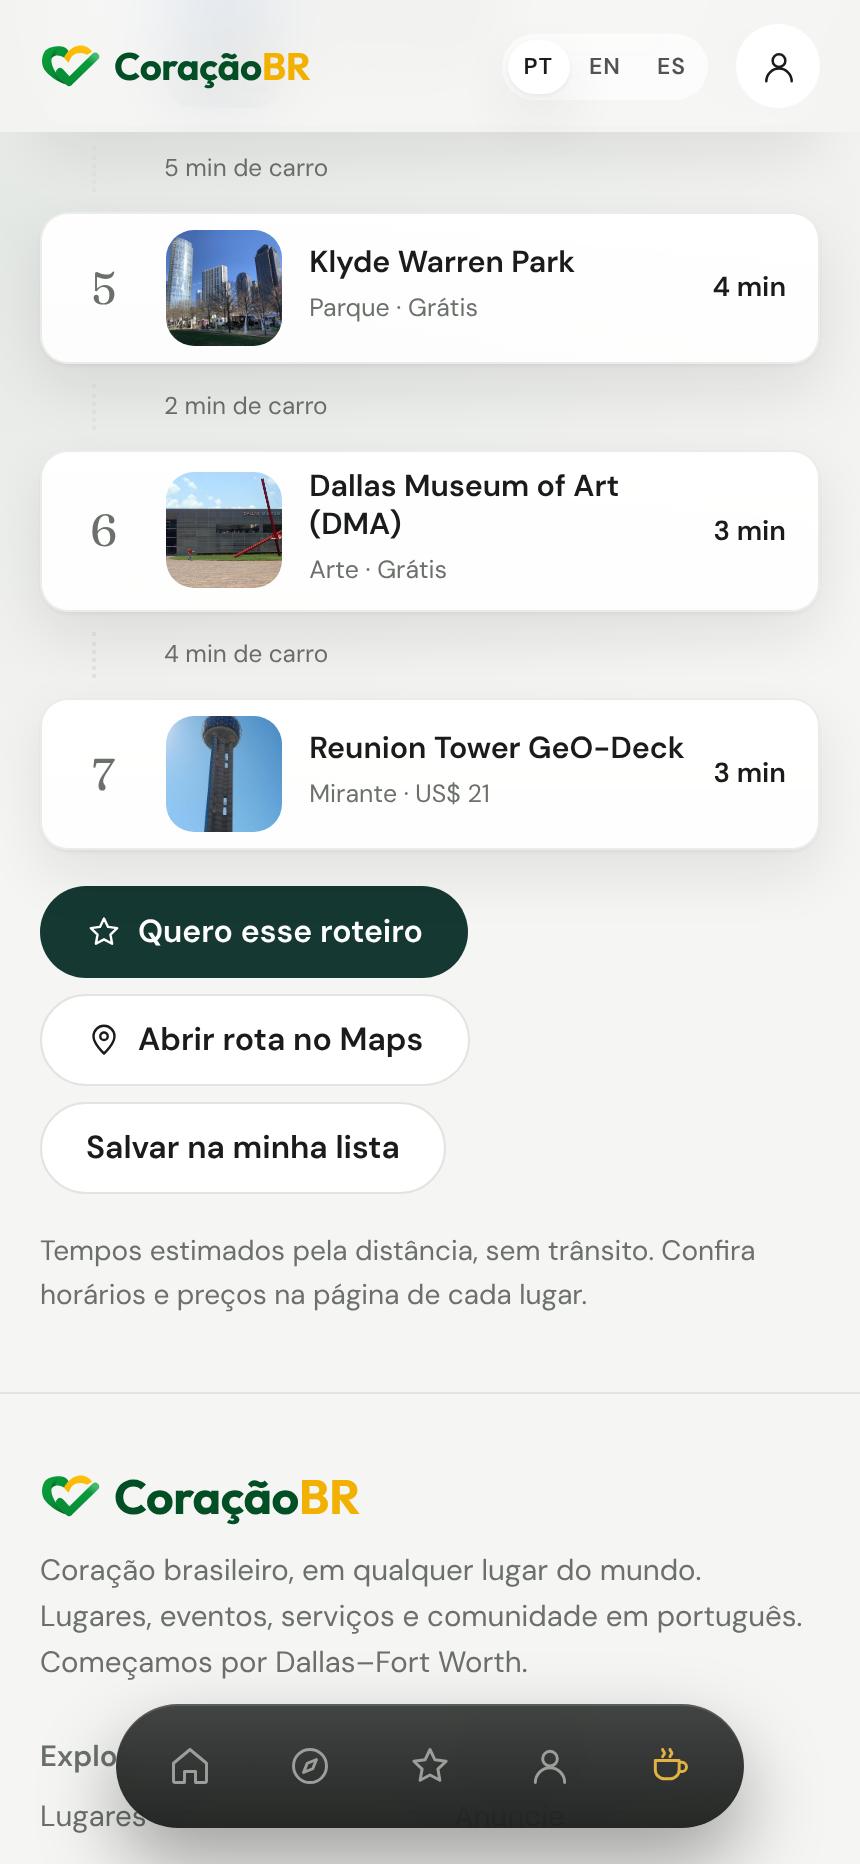 CoraçãoBR
PT EN ES
5 min de carro
5
Klyde Warren Park
Parque · Grátis
4 min
2 min de carro
6
Dallas Museum of Art
(DMA)
Arte · Grátis
3 min
4 min de carro
7
Reunion Tower GeO-Deck
Mirante · US$ 21
3 min
Quero esse roteiro
Abrir rota no Maps
Salvar na minha lista
Tempos estimados pela distância, sem trânsito. Confira
horários e preços na página de cada lugar.
CoraçãoBR
Coração brasileiro, em qualquer lugar do mundo.
Lugares, eventos, serviços e comunidade em português.
Começamos por Dallas–Fort Worth.
Explo
Lugares Anuncie